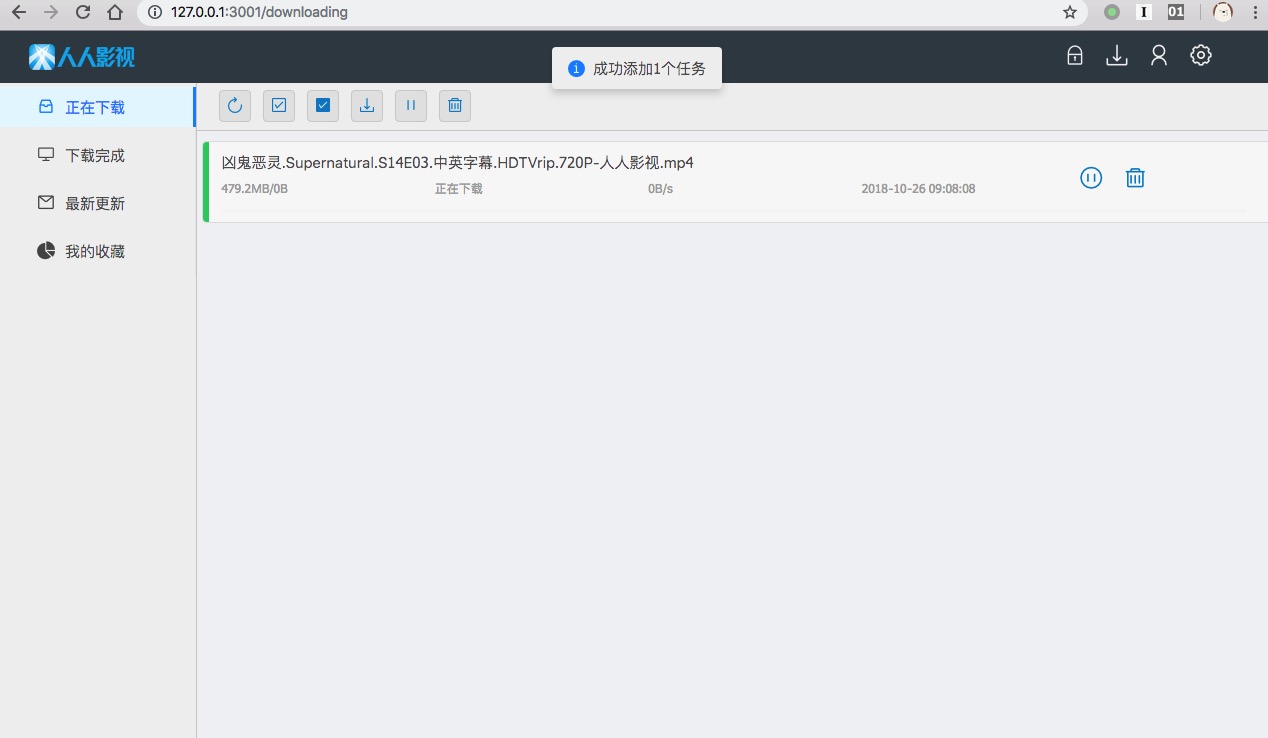 127.0.0.1:3001/downloading
I
01
人人影视
成功添加1个任务
正在下载
下载完成
最新更新
我的收藏
凶鬼恶灵.Supernatural.S14E03.中英字幕.HDTVrip.720P-人人影视.mp4
479.2MB/0B 正在下载 0B/s 2018-10-26 09:08:08